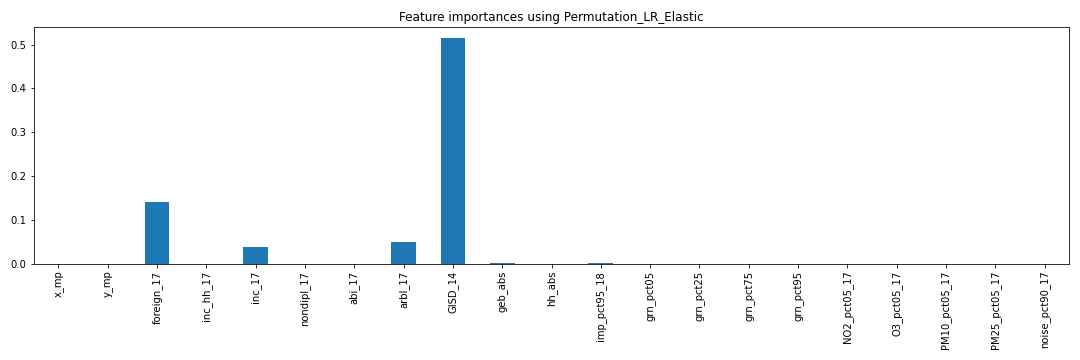 Feature importances using Permutation_LR_Elastic
0.5
0.4
0.3
0.2
0.1
0.0
x_mp
y_mp
foreign_17
inc_hh_17
inc_17
nondipl_17
abi_17
arbl_17
GISD_14
geb_abs
hh_abs
imp_pct95_18
grn_pct05
grn_pct25
grn_pct75
grn_pct95
NO2_pct05_17
O3_pct05_17
PM10_pct05_17
PM25_pct05_17
noise_pct90_17